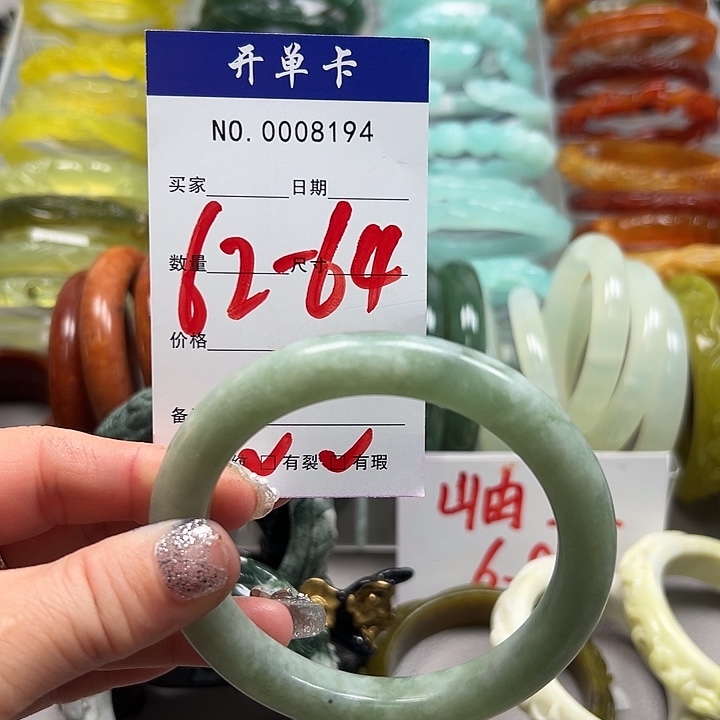 开单卡
NO. 0008194
买家 日期
数量 尺寸
62-64
价格
备
有裂 有瑕
岫